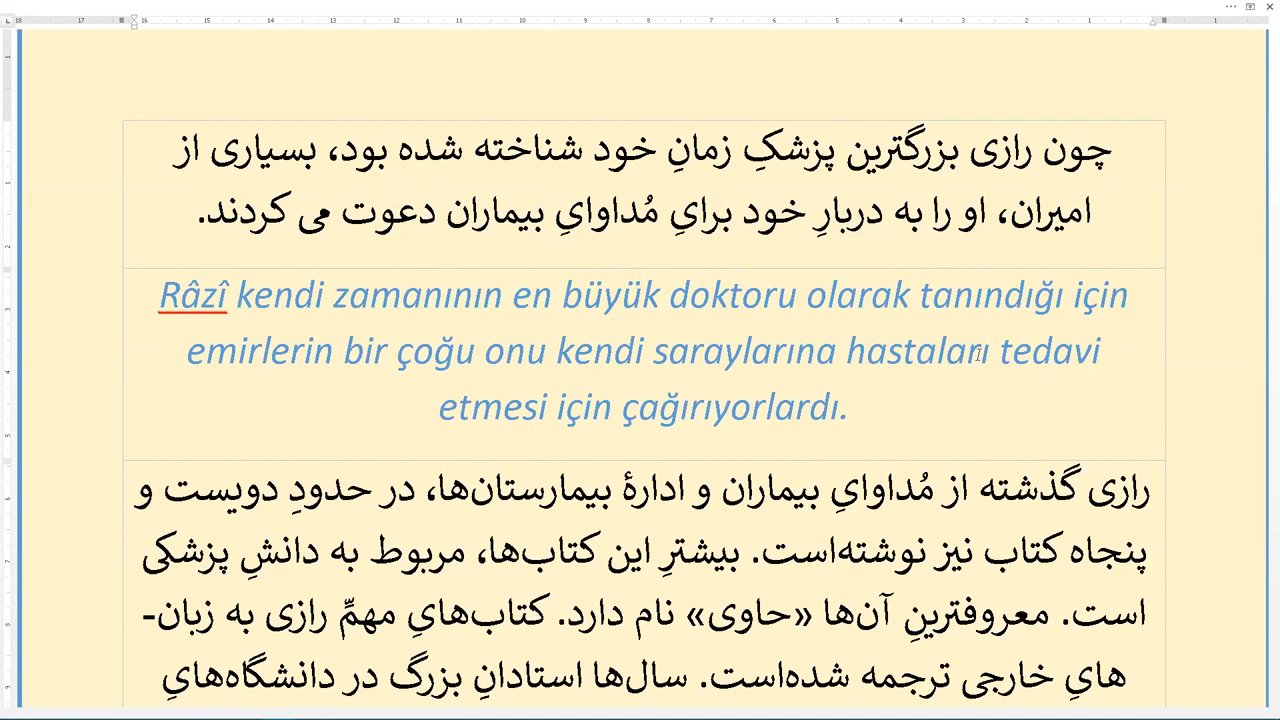 چون رازی بزرگترین پزشکِ زمانِ خود شناخته شده بود، بسیاری از
امیران، او را به دربارِ خود برایِ مُداوایِ بیماران دعوت می کردند.
Râzî kendi zamanının en büyük doktoru olarak tanındığı için
emirlerin bir çoğu onu kendi saraylarına hastaları tedavi
etmesi için çağırıyorlardı.
رازی گذشته از مُداوایِ بیماران و ادارهٔ بیمارستان‌ها، در حدودِ دویست و
پنجاه کتاب نیز نوشته‌است. بیشترِ این کتاب‌ها، مربوط به دانشِ پزشکی
است. معروفترینِ آن‌ها «حاوی» نام دارد. کتاب‌هایِ مهمِّ رازی به زبان-
هایِ خارجی ترجمه شده‌است. سال‌ها استادانِ بزرگ در دانشگاه‌هایِ